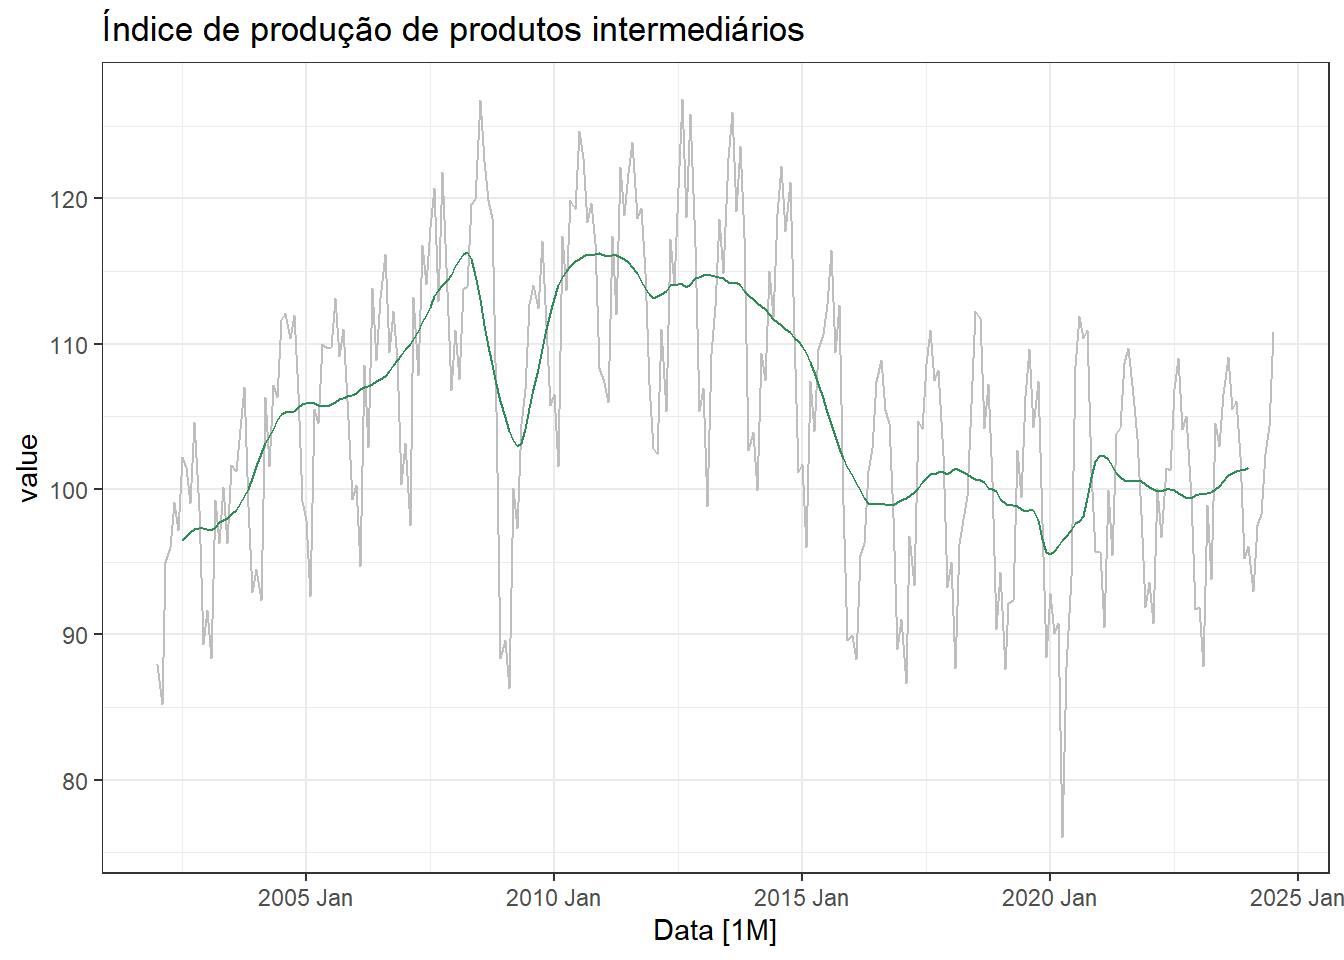 Índice de produção de produtos intermediários
value
120
110
100
90
80
2005 Jan
2010 Jan
2015 Jan
2020 Jan
2025 Jan
Data [1M]